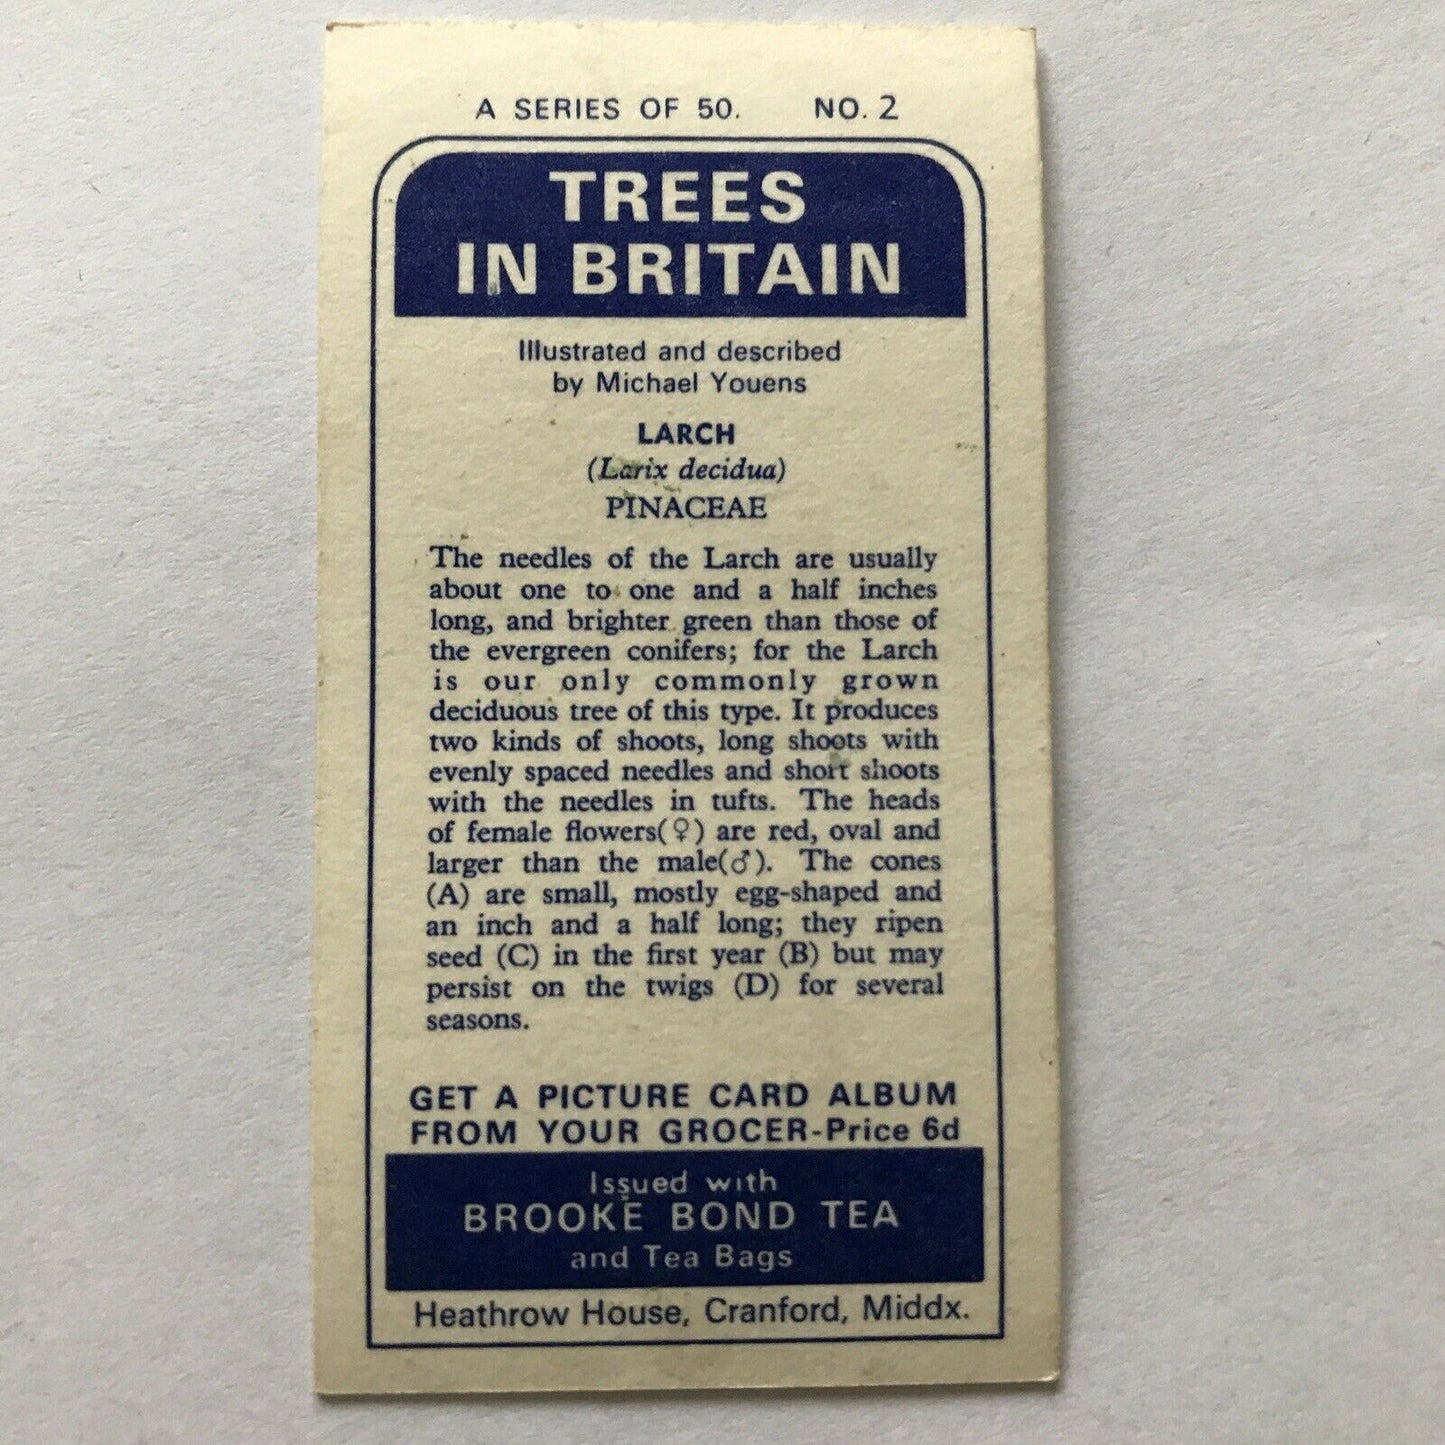 A SERIES OF 50. NO. 2
TREES
IN BRITAIN
Illustrated and described
by Michael Youens
LARCH
(Larix decidua)
PINACEAE
The needles of the Larch are usually
about one to one and a half inches
long, and brighter green than those of
the evergreen conifers; for the Larch
is our only commonly grown
deciduous tree of this type. It produces
two kinds of shoots, long shoots with
evenly spaced needles and short shoots
with the needles in tufts. The heads
of female flowers(♀) are red, oval and
larger than the male(♂). The cones
(A) are small, mostly egg-shaped and
an inch and a half long; they ripen
seed (C) in the first year (B) but may
persist on the twigs (D) for several
seasons.
GET A PICTURE CARD ALBUM
FROM YOUR GROCER-Price 6d
Issued with
BROOKE BOND TEA
and Tea Bags
Heathrow House, Cranford, Middx.